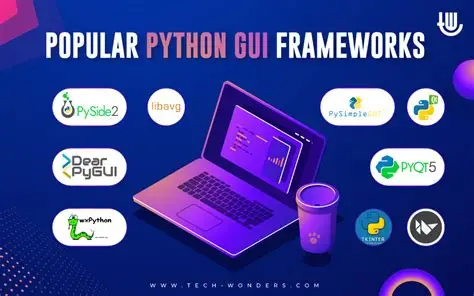 POPULAR PYTHON GUI FRAMEWORKS
PySide2
libavg
PySimpleGUI
Dear
PyGUI
PYQT5
wxPython
TKINTER
WWW.TECH-WONDERS.COM